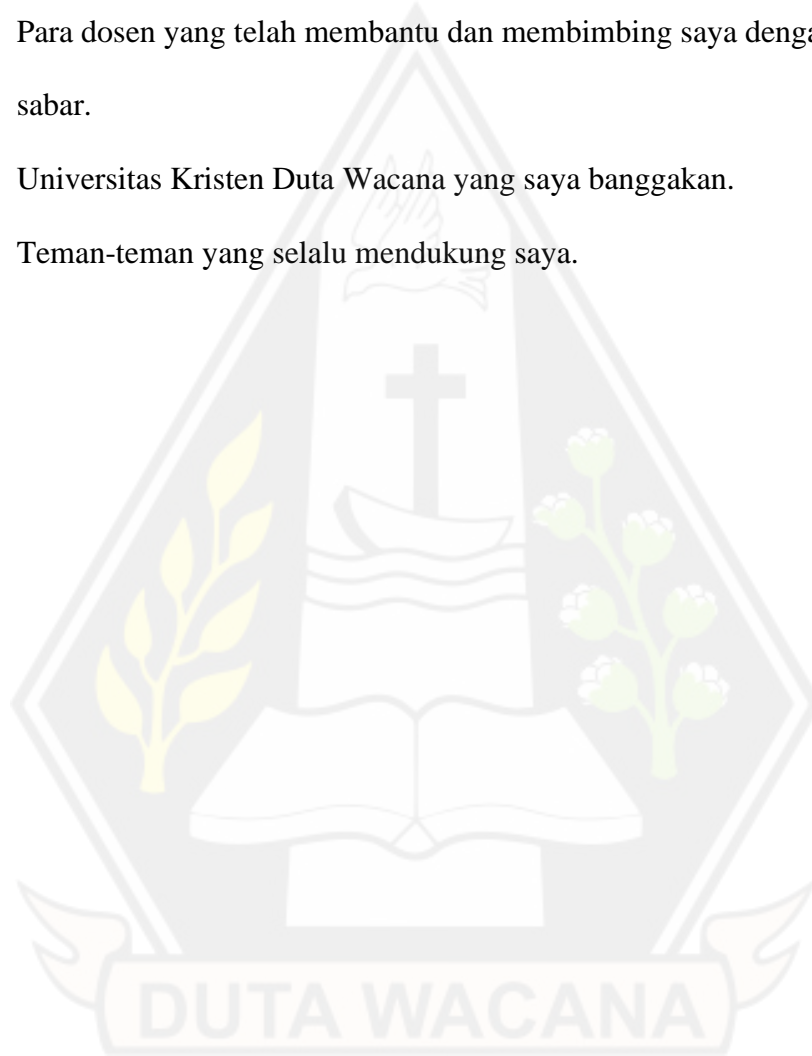 Para dosen yang telah membantu dan membimbing saya
sabar.
Universitas Kristen Duta Wacana yang saya banggakan.
Teman-teman yang selalu mendukung saya.
DUTA WACANA